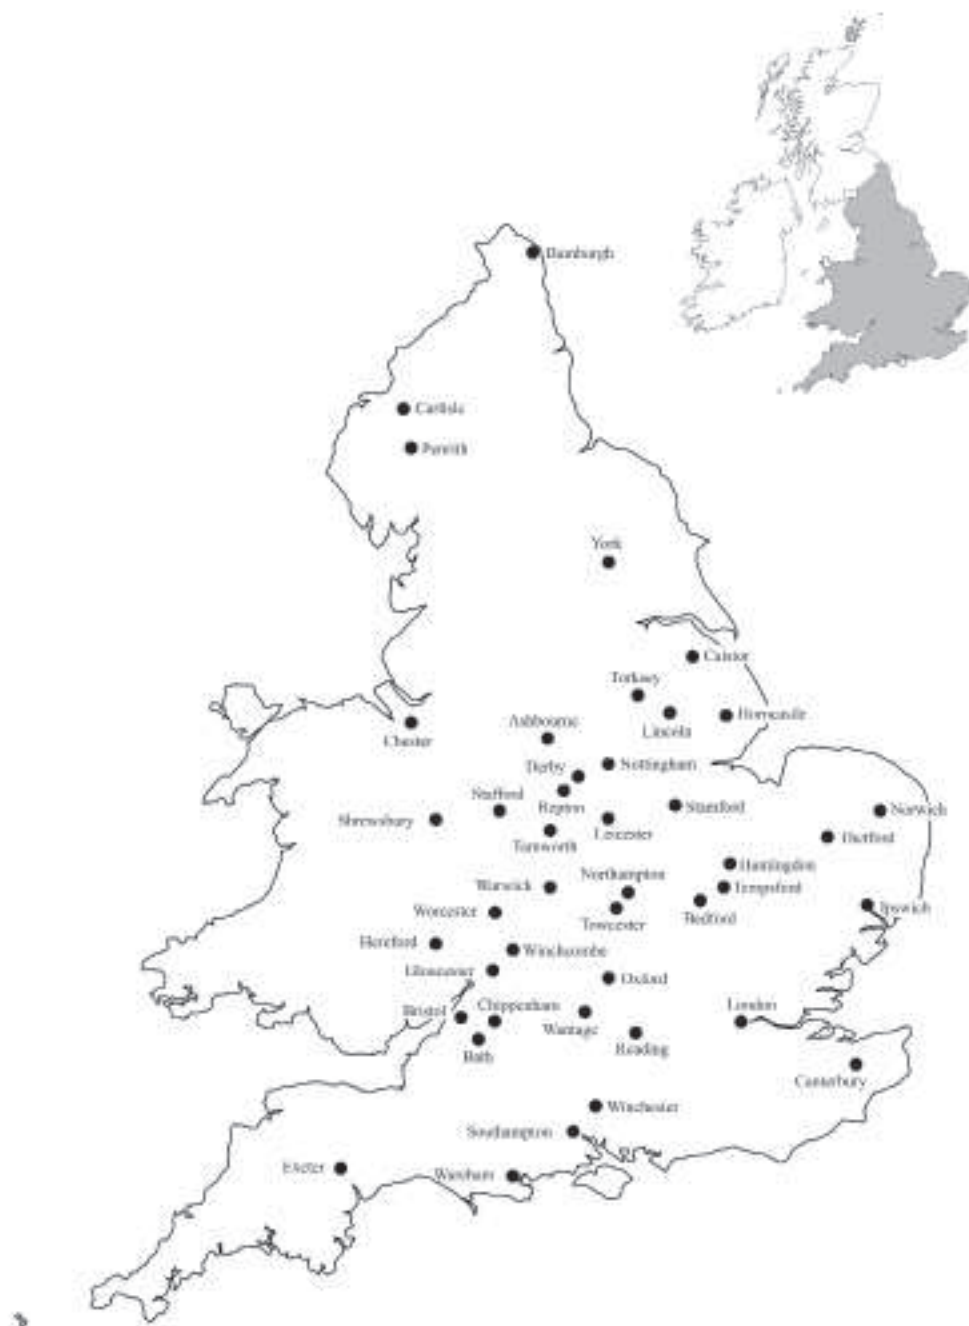 Bamburgh
Carlisle
Penrith
York
Caistor
Torksey
Lincoln
Horncastle
Chester
Ashbourne
Nottingham
Derby
Repton
Stafford
Shrewsbury
Tamworth
Leicester
Stamford
Norwich
Thetford
Huntingdon
Tempsford
Bedford
Ipswich
Warwick
Northampton
Towcester
Worcester
Hereford
Winchcombe
Gloucester
Oxford
Bristol
Chippenham
Wantage
London
Bath
Reading
Canterbury
Winchester
Southampton
Exeter
Wareham